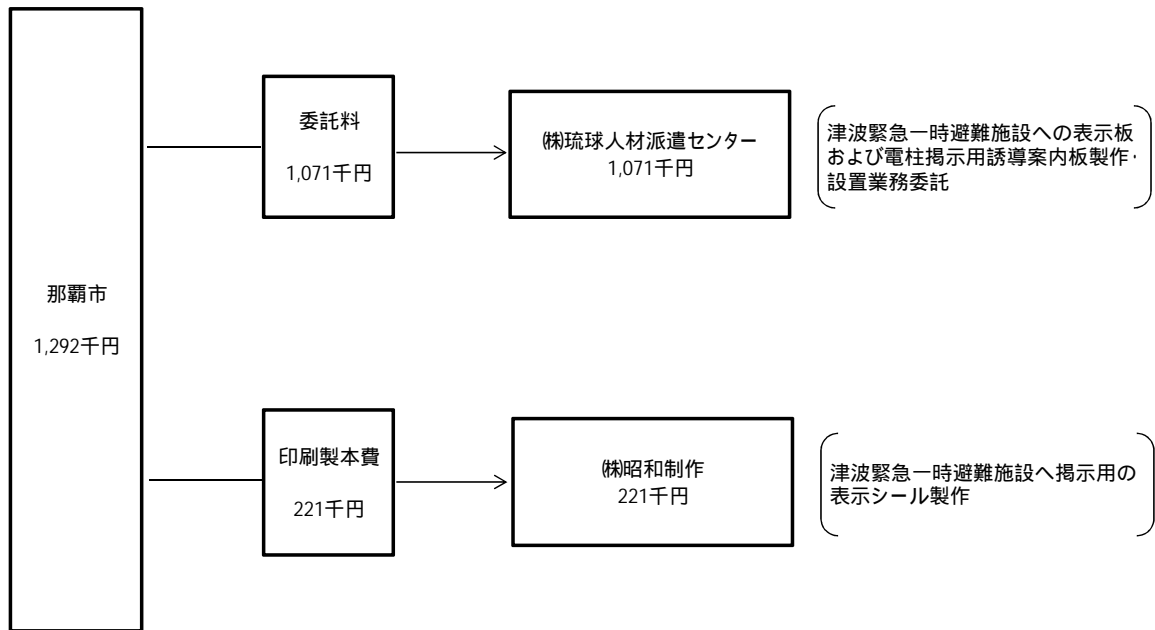 那覇市
1,292千円
委託料
1,071千円
㈱琉球人材派遣センター
1,071千円
津波緊急一時避難施設への表示板
および電柱掲示用誘導案内板製作・
設置業務委託
印刷製本費
221千円
㈱昭和制作
221千円
津波緊急一時避難施設へ掲示用の
表示シール製作